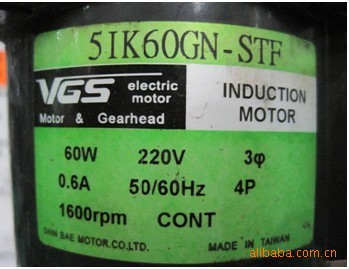 5IK60GN-STF
VGS electric motor
Motor & Gearhead
INDUCTION
MOTOR
60W 220V 3φ
0.6A 50/60Hz 4P
1600rpm CONT
SHIN BAE MOTOR.CO.LTD. MADE IN TAIWAN
alibaba.com.cn